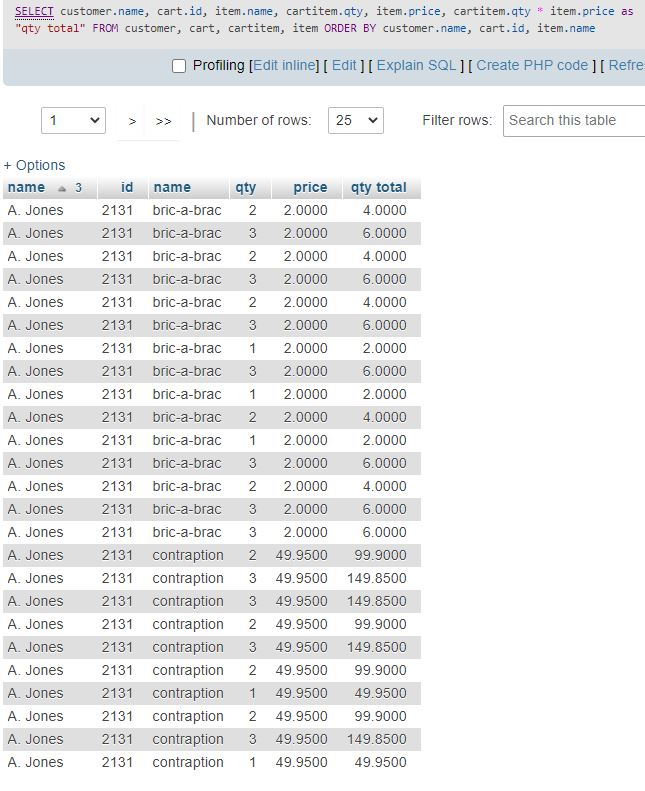 SELECT customer.name, cart.id, item.name, cartitem.qty, item.price, cartitem.qty * item.price as
"qty total" FROM customer, cart, cartitem, item ORDER BY customer.name, cart.id, item.name
Profiling [Edit inline] [ Edit ] [ Explain SQL ] [ Create PHP code ] [ Refre
1 > >> Number of rows: 25 Filter rows: Search this table
+ Options
name 3 id name qty price qty total
A. Jones 2131 bric-a-brac 2 2.0000 4.0000
A. Jones 2131 bric-a-brac 3 2.0000 6.0000
A. Jones 2131 bric-a-brac 2 2.0000 4.0000
A. Jones 2131 bric-a-brac 3 2.0000 6.0000
A. Jones 2131 bric-a-brac 2 2.0000 4.0000
A. Jones 2131 bric-a-brac 3 2.0000 6.0000
A. Jones 2131 bric-a-brac 1 2.0000 2.0000
A. Jones 2131 bric-a-brac 3 2.0000 6.0000
A. Jones 2131 bric-a-brac 1 2.0000 2.0000
A. Jones 2131 bric-a-brac 2 2.0000 4.0000
A. Jones 2131 bric-a-brac 1 2.0000 2.0000
A. Jones 2131 bric-a-brac 3 2.0000 6.0000
A. Jones 2131 bric-a-brac 2 2.0000 4.0000
A. Jones 2131 bric-a-brac 3 2.0000 6.0000
A. Jones 2131 bric-a-brac 3 2.0000 6.0000
A. Jones 2131 contraption 2 49.9500 99.9000
A. Jones 2131 contraption 3 49.9500 149.8500
A. Jones 2131 contraption 3 49.9500 149.8500
A. Jones 2131 contraption 2 49.9500 99.9000
A. Jones 2131 contraption 3 49.9500 149.8500
A. Jones 2131 contraption 2 49.9500 99.9000
A. Jones 2131 contraption 1 49.9500 49.9500
A. Jones 2131 contraption 2 49.9500 99.9000
A. Jones 2131 contraption 3 49.9500 149.8500
A. Jones 2131 contraption 1 49.9500 49.9500